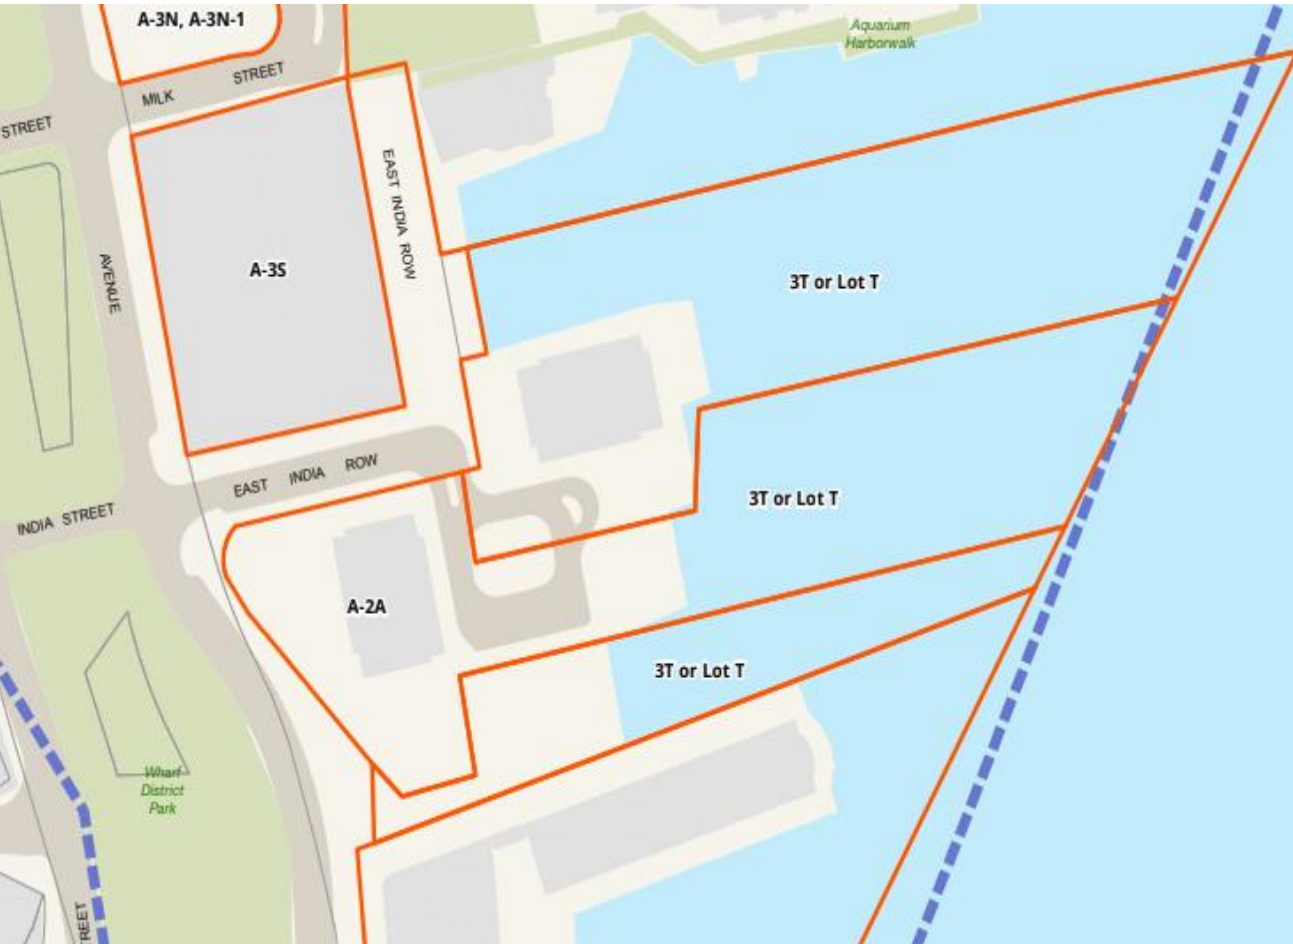 A-3N, A-3N-1
Aquarium
Harborwalk
STREET
MILK
STREET
EAST INDIA ROW
A-3S
AVENUE
3T or Lot T
EAST INDIA ROW
3T or Lot T
INDIA STREET
A-2A
3T or Lot T
Wharf
District
Park
REET